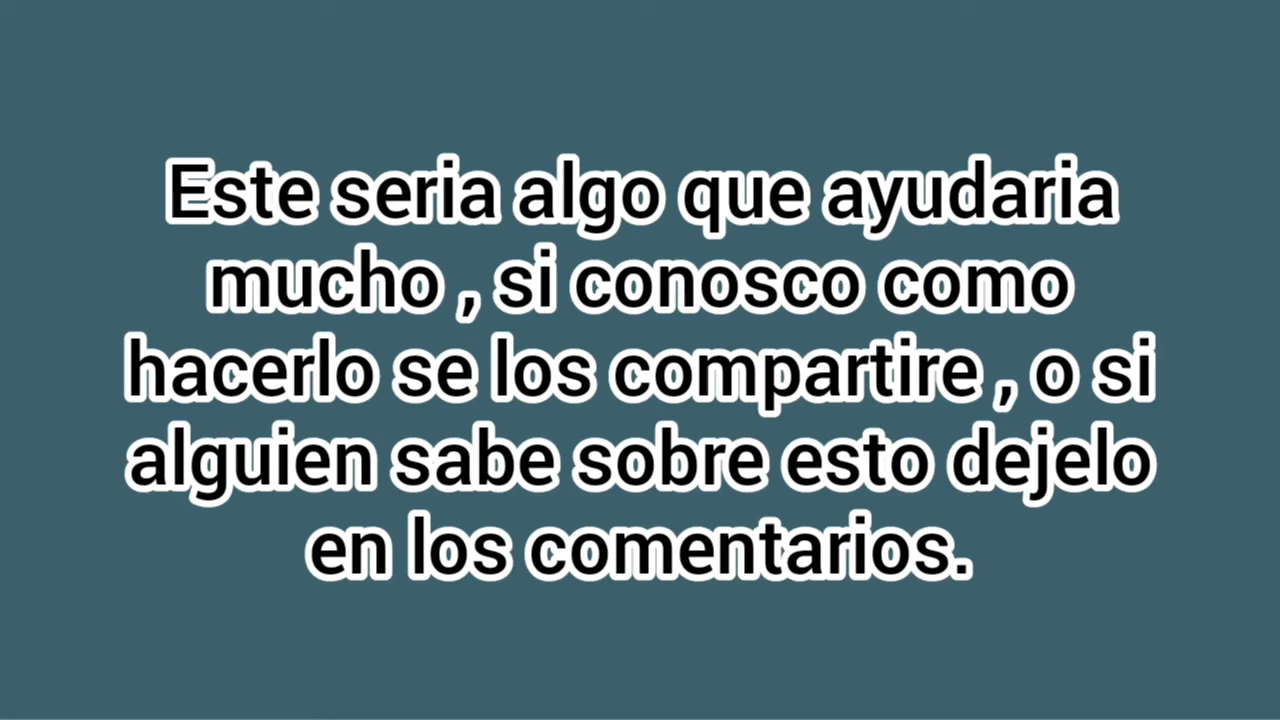 Este seria algo que ayudaria
mucho , si conosco como
hacerlo se los compartire , o si
alguien sabe sobre esto dejelo
en los comentarios.